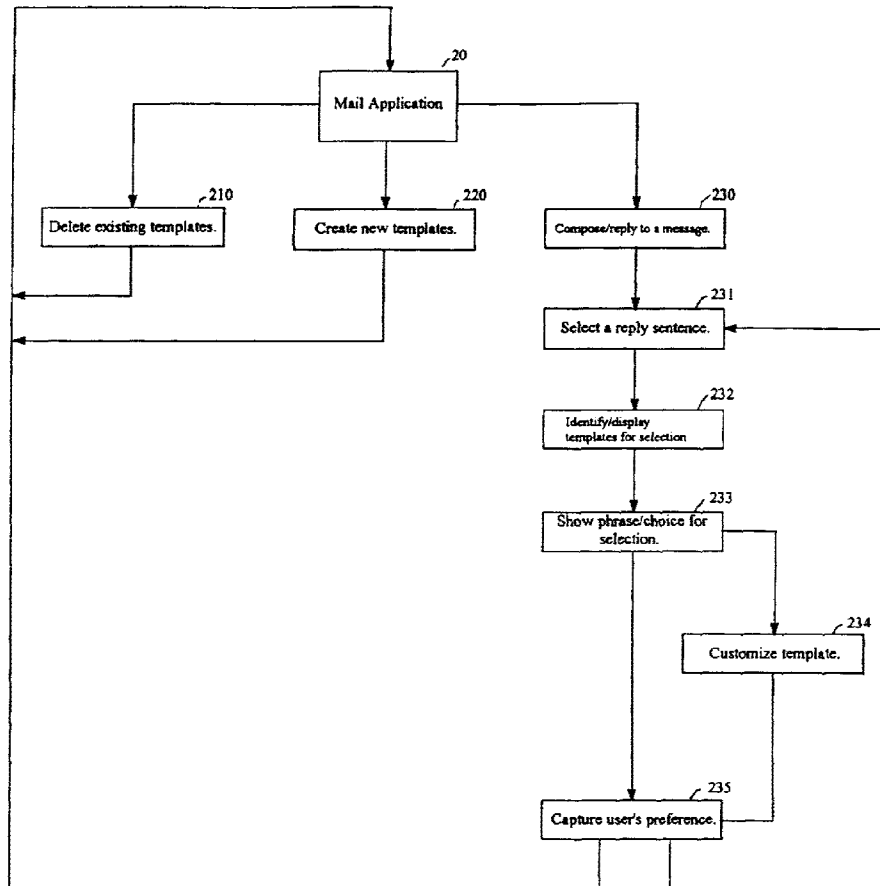 20
Mail Application
210
Delete existing templates.
220
Create new templates.
230
Compose/reply to a message.
231
Select a reply sentence.
232
Identify/display
templates for selection
233
Show phrase/choice for
selection.
234
Customize template.
235
Capture user's preference.